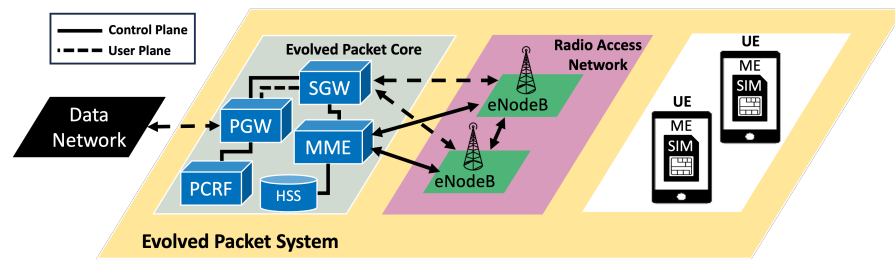 Control Plane
User Plane
Evolved Packet Core
Radio Access
Network
UE
ME
SIM
UE
ME
SIM
SGW
eNodeB
Data
Network
PGW
MME
eNodeB
PCRF
HSS
Evolved Packet System